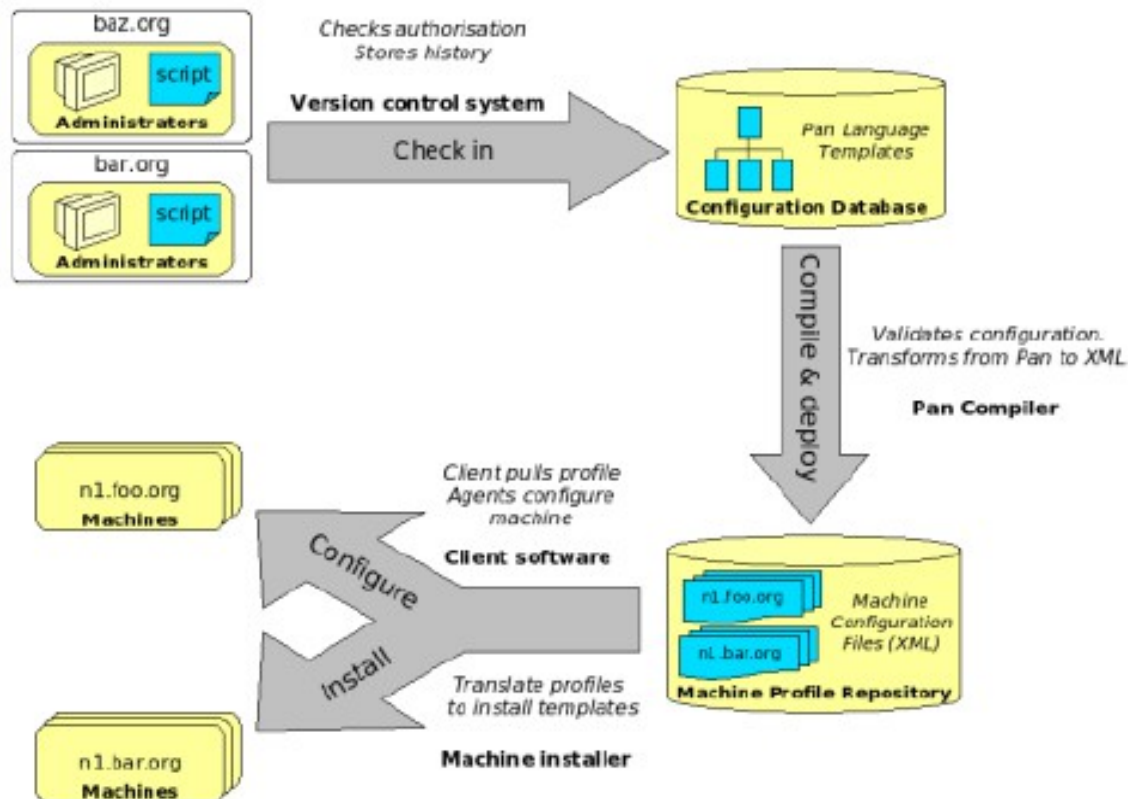 baz.org
script
Administrators
bar.org
script
Administrators
Checks authorisation
Stores history
Version control system
Check in
Pan Language
Templates
Configuration Database
Compile & deploy
Validates configuration.
Transforms from Pan to XML
Pan Compiler
n1.foo.org
Machines
Client pulls profile
Agents configure
machine
Client software
Configure
Install
Translate profiles
to install templates
Machine installer
n1.foo.org
n1.bar.org
Machine
Configuration
Files (XML)
Machine Profile Repository
n1.bar.org
Machines